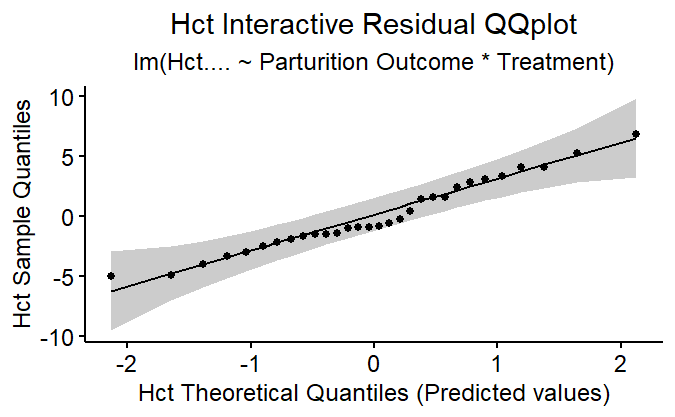 Hct Interactive Residual QQplot
lm(Hct.... ~ Parturition Outcome * Treatment)
Hct Sample Quantiles
10
5
0
-5
-10
-2
-1
0
1
2
Hct Theoretical Quantiles (Predicted values)